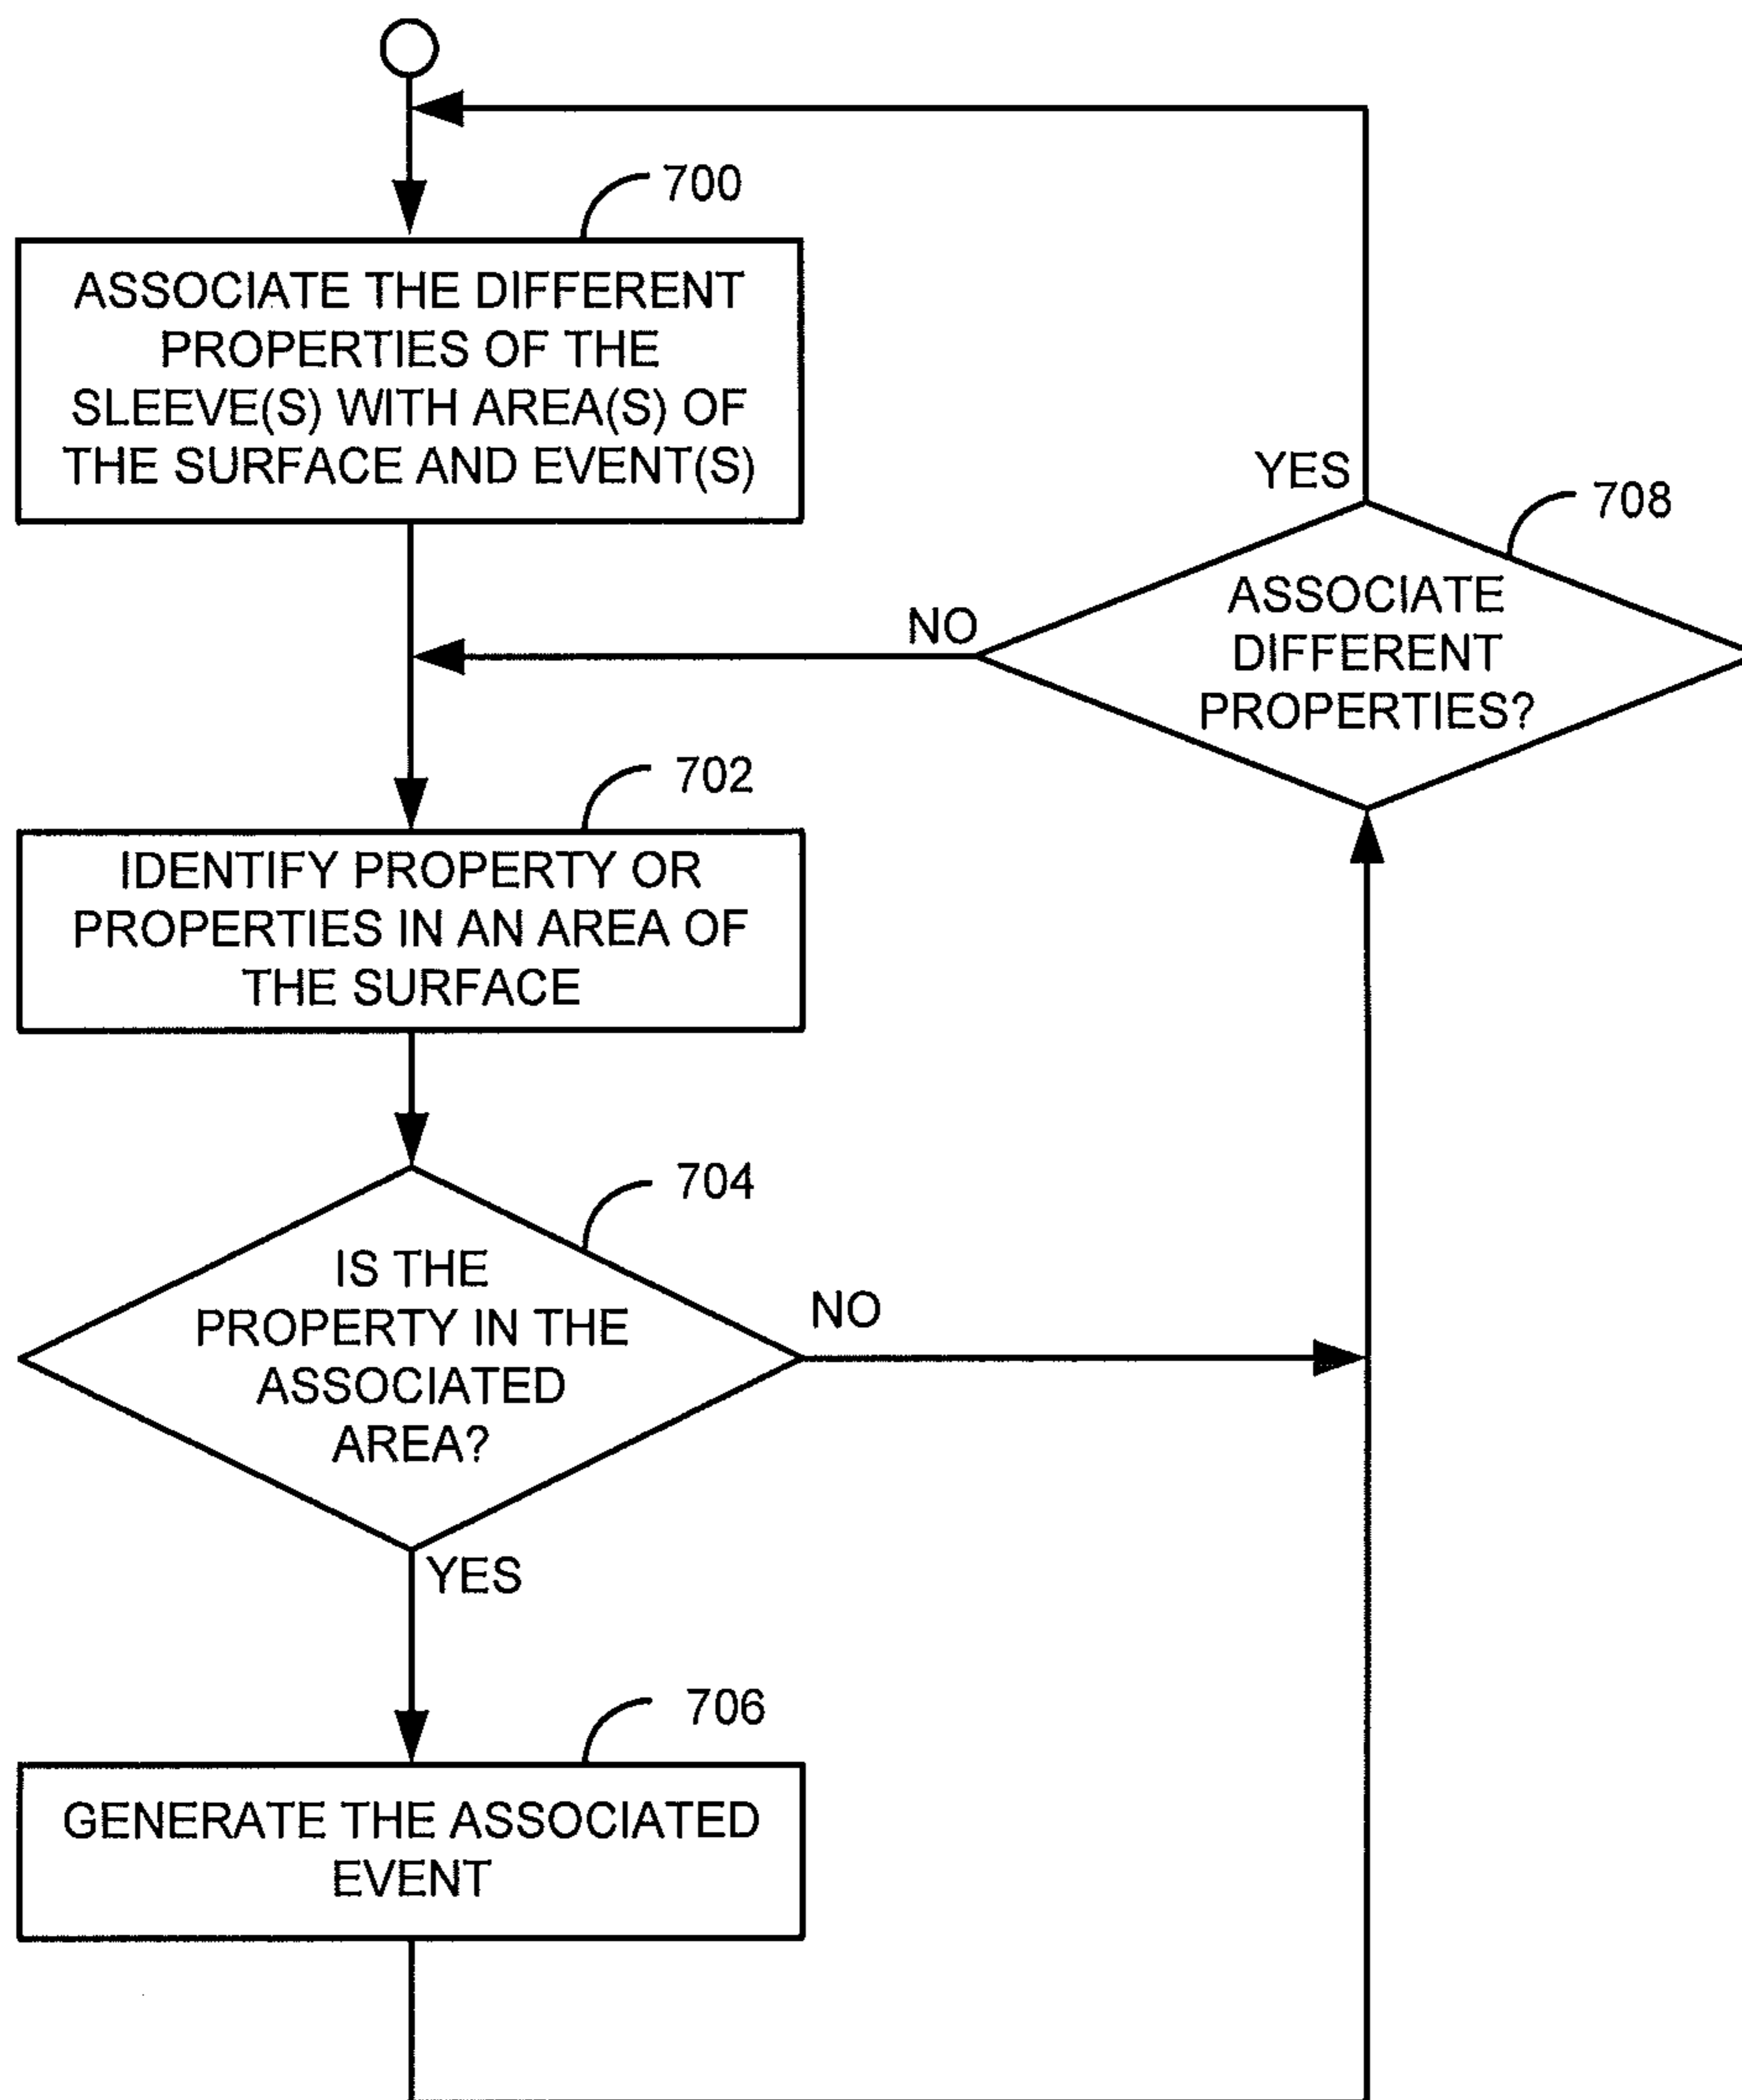 700
ASSOCIATE THE DIFFERENT
PROPERTIES OF THE
SLEEVE(S) WITH AREA(S) OF
THE SURFACE AND EVENT(S)
YES
708
ASSOCIATE
DIFFERENT
PROPERTIES?
NO
702
IDENTIFY PROPERTY OR
PROPERTIES IN AN AREA OF
THE SURFACE
704
IS THE
PROPERTY IN THE
ASSOCIATED
AREA?
NO
YES
706
GENERATE THE ASSOCIATED
EVENT